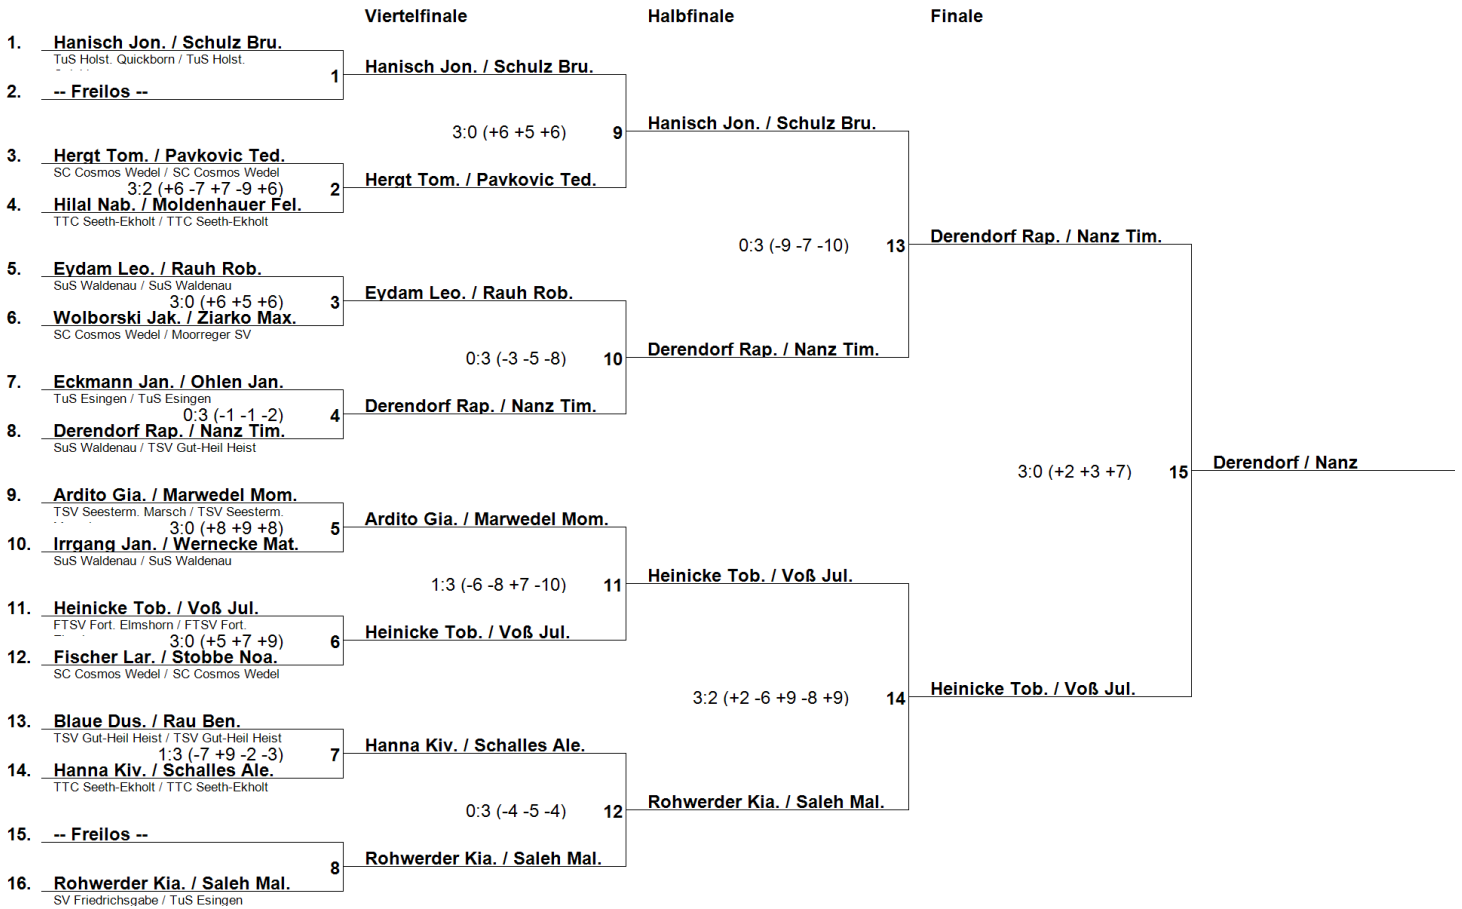 Viertelfinale Halbfinale Finale
1. Hanisch Jon. / Schulz Bru.
TuS Holst. Quickborn / TuS Holst.
1 Hanisch Jon. / Schulz Bru.
2. -- Freilos --
3:0 (+6 +5 +6) 9 Hanisch Jon. / Schulz Bru.
3. Hergt Tom. / Pavkovic Ted.
SC Cosmos Wedel / SC Cosmos Wedel
3:2 (+6 -7 +7 -9 +6) 2 Hergt Tom. / Pavkovic Ted.
4. Hilal Nab. / Moldenhauer Fel.
TTC Seeth-Ekholt / TTC Seeth-Ekholt
0:3 (-9 -7 -10) 13 Derendorf Rap. / Nanz Tim.
5. Eydam Leo. / Rauh Rob.
SuS Waldenau / SuS Waldenau
3:0 (+6 +5 +6) 3 Eydam Leo. / Rauh Rob.
6. Wolborski Jak. / Ziarko Max.
SC Cosmos Wedel / Moorreger SV
0:3 (-3 -5 -8) 10 Derendorf Rap. / Nanz Tim.
7. Eckmann Jan. / Ohlen Jan.
TuS Esingen / TuS Esingen
0:3 (-1 -1 -2) 4 Derendorf Rap. / Nanz Tim.
8. Derendorf Rap. / Nanz Tim.
SuS Waldenau / TSV Gut-Heil Heist
3:0 (+2 +3 +7) 15 Derendorf / Nanz
9. Ardito Gia. / Marwedel Mom.
TSV Seesterm. Marsch / TSV Seesterm.
3:0 (+8 +9 +8) 5 Ardito Gia. / Marwedel Mom.
10. Irrgang Jan. / Wernecke Mat.
SuS Waldenau / SuS Waldenau
1:3 (-6 -8 +7 -10) 11 Heinicke Tob. / Voß Jul.
11. Heinicke Tob. / Voß Jul.
FTSV Fort. Elmshorn / FTSV Fort.
3:0 (+5 +7 +9) 6 Heinicke Tob. / Voß Jul.
12. Fischer Lar. / Stobbe Noa.
SC Cosmos Wedel / SC Cosmos Wedel
3:2 (+2 -6 +9 -8 +9) 14 Heinicke Tob. / Voß Jul.
13. Blaue Dus. / Rau Ben.
TSV Gut-Heil Heist / TSV Gut-Heil Heist
1:3 (-7 +9 -2 -3) 7 Hanna Kiv. / Schalles Ale.
14. Hanna Kiv. / Schalles Ale.
TTC Seeth-Ekholt / TTC Seeth-Ekholt
0:3 (-4 -5 -4) 12 Rohwerder Kia. / Saleh Mal.
15. -- Freilos --
8 Rohwerder Kia. / Saleh Mal.
16. Rohwerder Kia. / Saleh Mal.
SV Friedrichsgabe / TuS Esingen